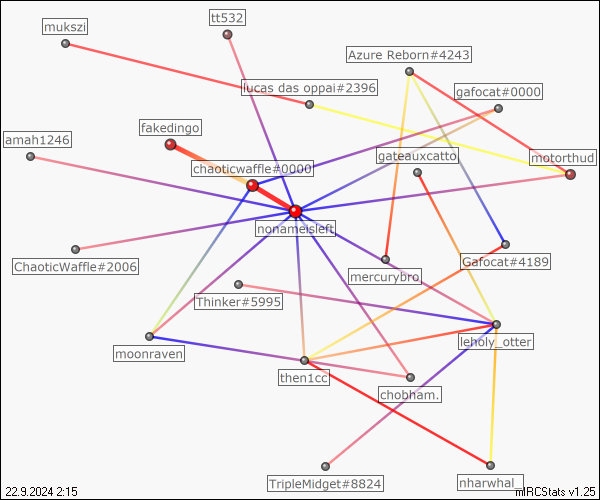 mukszi
tt532
Azure Reborn#4243
lucas das oppai#2396
gafocat#0000
fakedingo
amah1246
gateauxcatto.
motorthud
chaoticwaffle#0000
nonameisleft
ChaoticWaffle#2006
mercurybro.
Gafocat#4189
Thinker#5995
leholy_otter
moonraven
then1cc
chobham.
TripleMidget#8824
nharwhal_
22.9.2024 2:15
mIRCStats v1.25